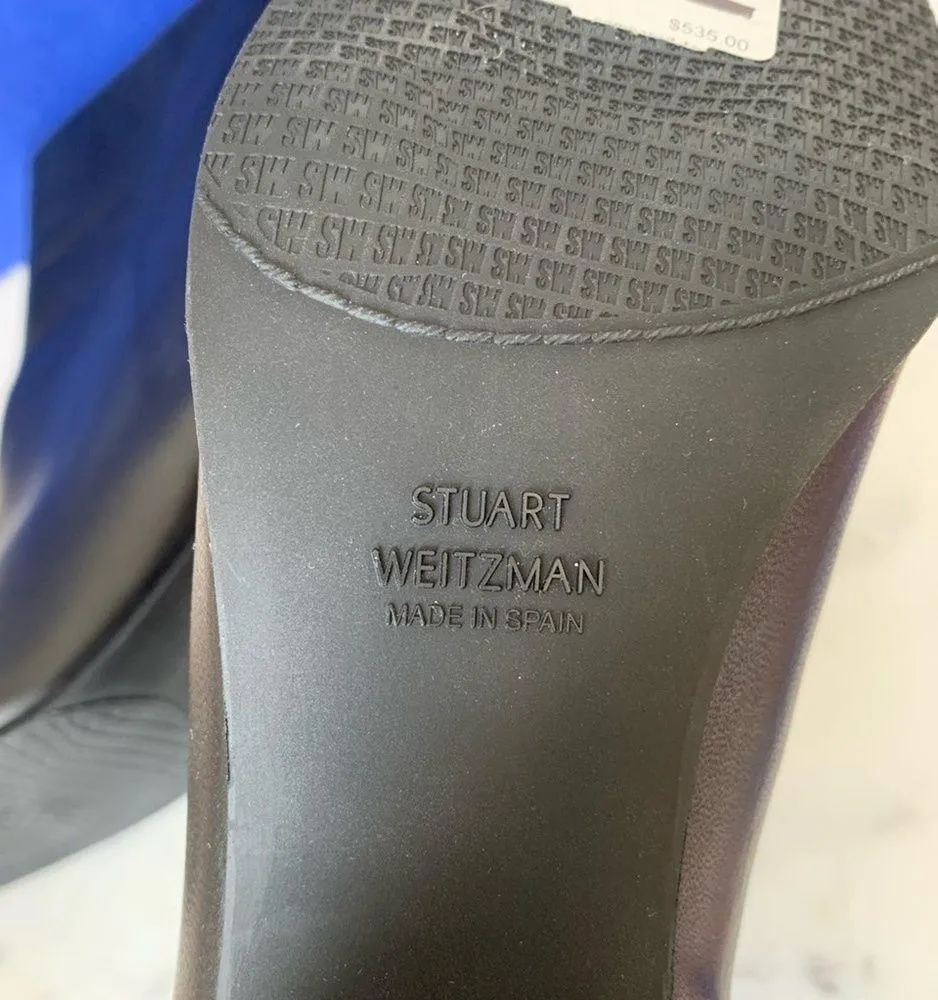 $535.00
STUART
WEITZMAN
MADE IN SPAIN